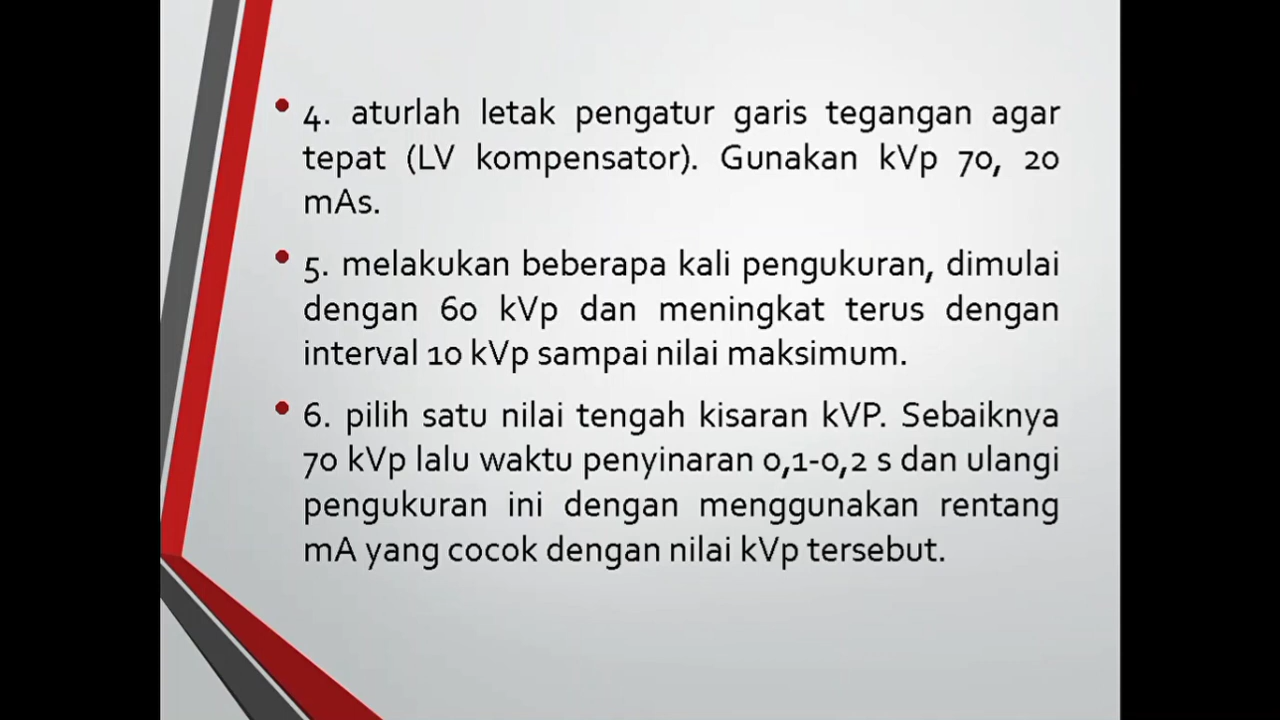 • 4. aturlah letak pengatur garis tegangan agar
tepat (LV kompensator). Gunakan kVp 70, 20
mAs.
• 5. melakukan beberapa kali pengukuran, dimulai
dengan 60 kVp dan meningkat terus dengan
interval 10 kVp sampai nilai maksimum.
• 6. pilih satu nilai tengah kisaran kVP. Sebaiknya
70 kVp lalu waktu penyinaran 0,1-0,2 s dan ulangi
pengukuran ini dengan menggunakan rentang
mA yang cocok dengan nilai kVp tersebut.